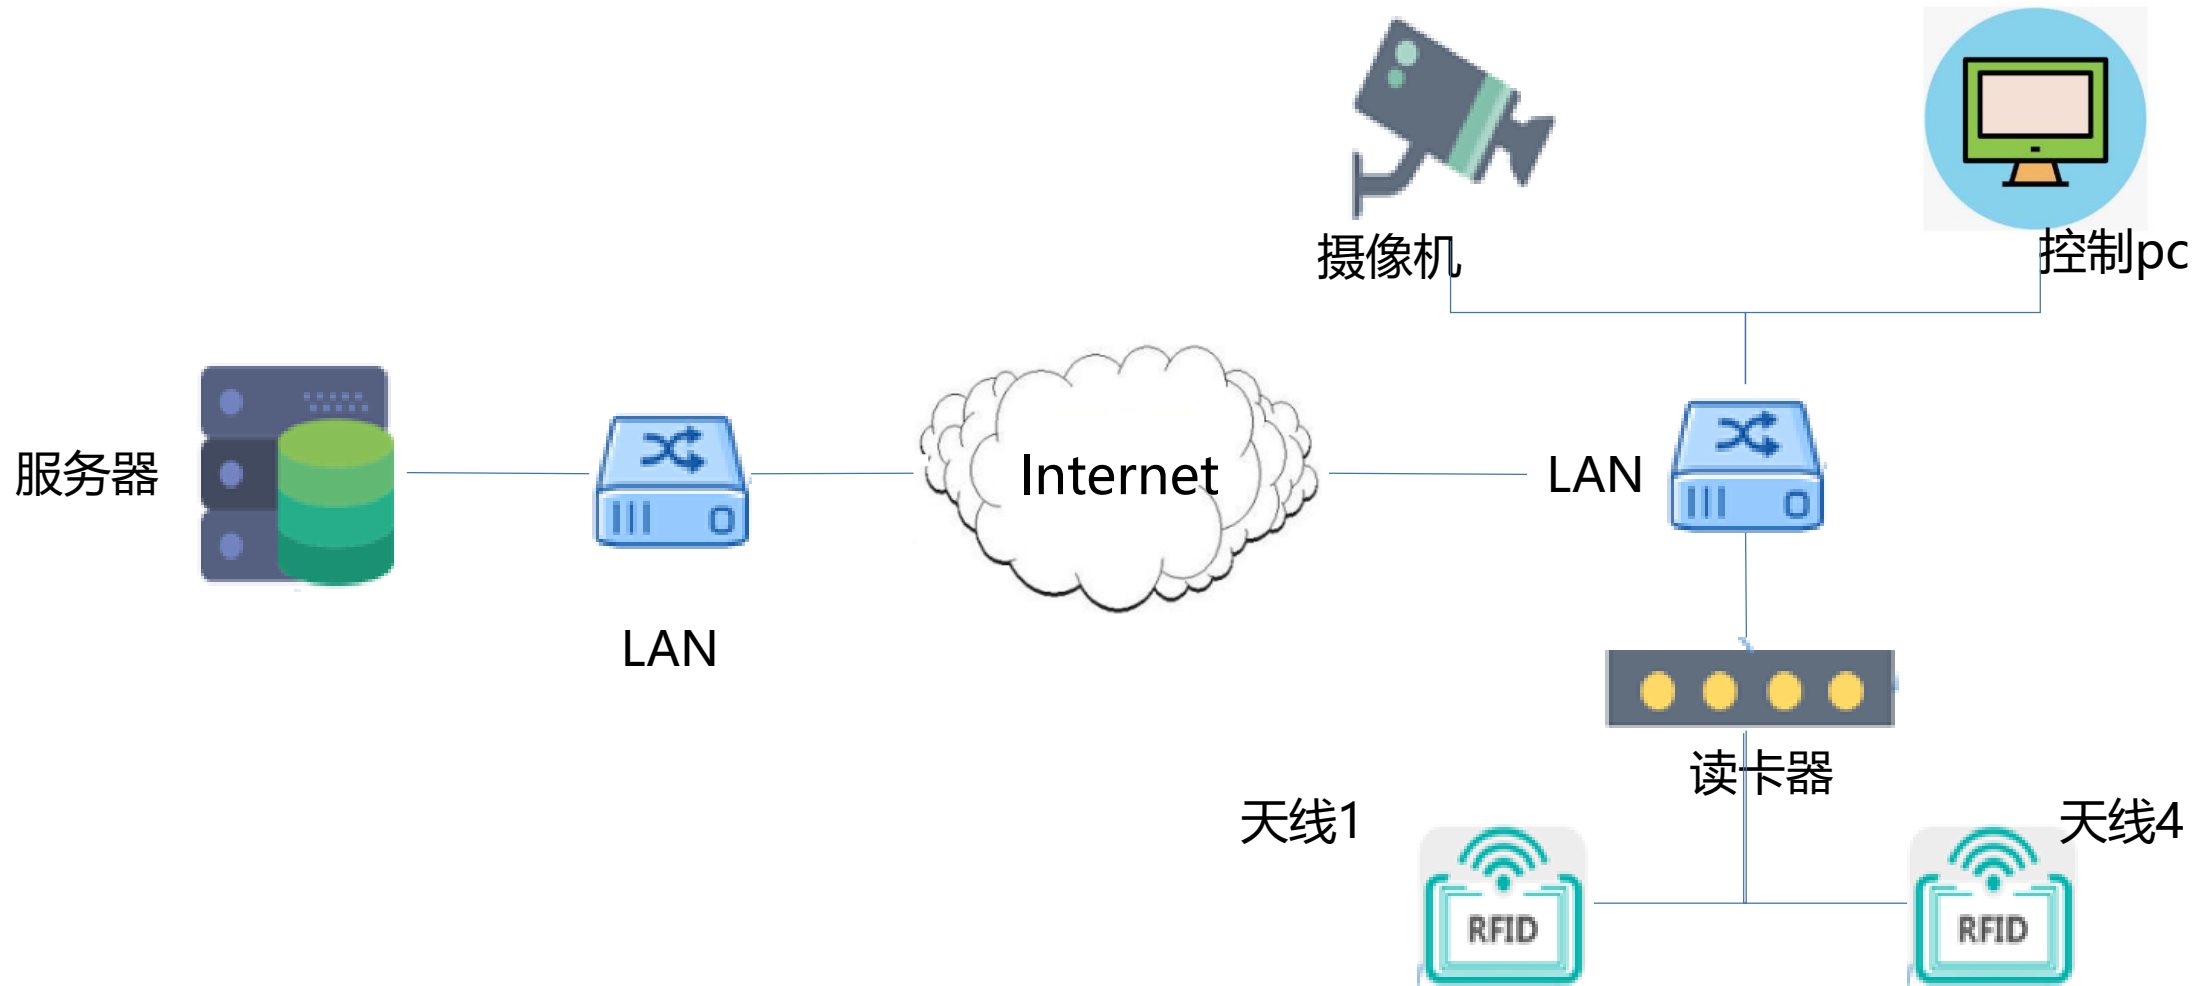 摄像机
控制pc
服务器
Internet
LAN
LAN
读卡器
天线1
天线4
RFID
RFID